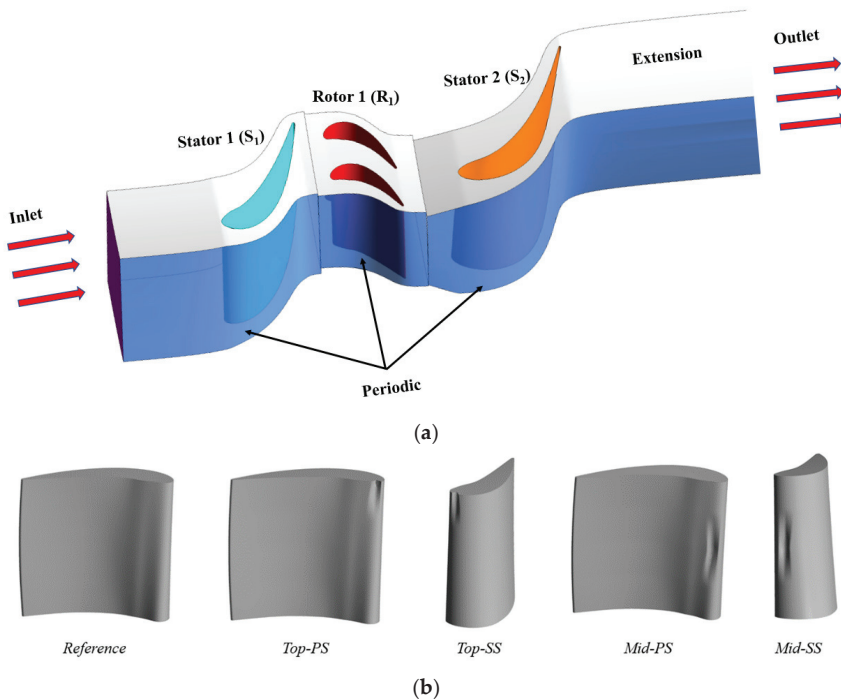 Outlet
Extension
Stator 2 (S₂)
Rotor 1 (R₁)
Stator 1 (S₁)
Inlet
Periodic
(a)
Reference Top-PS Top-SS Mid-PS Mid-SS
(b)